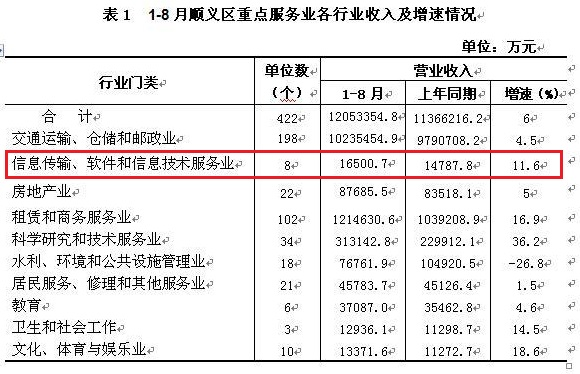 表 1 1-8 月顺义区重点服务业各行业收入及增速情况
单位：万元
行业门类 单位数（个） 营业收入
1-8 月 上年同期 增速（%）
合 计 422 12053354.8 11366216.2 6
交通运输、仓储和邮政业 198 10235454.9 9790708.2 4.5
信息传输、软件和信息技术服务业 8 16500.7 14787.8 11.6
房地产业 22 87685.5 83518.1 5
租赁和商务服务业 102 1214630.6 1039208.9 16.9
科学研究和技术服务业 34 313142.8 229912.1 36.2
水利、环境和公共设施管理业 18 76761.9 104920.5 -26.8
居民服务、修理和其他服务业 21 45783.7 45126.4 1.5
教育 6 37087.0 35462.8 4.6
卫生和社会工作 3 12936.1 11298.7 14.5
文化、体育与娱乐业 10 13371.6 11272.7 18.6